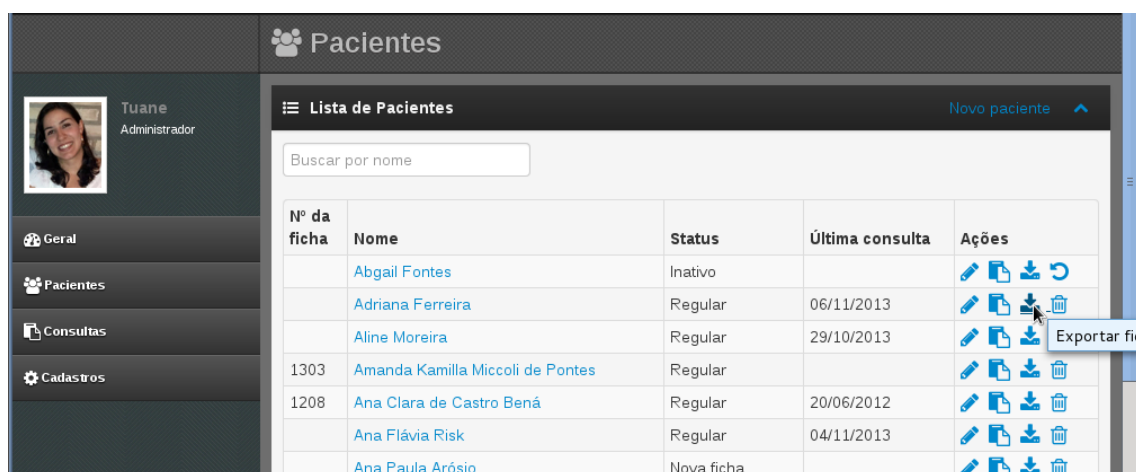 Pacientes
Tuane
Administrador
Geral
Pacientes
Consultas
Cadastros
Lista de Pacientes Novo paciente
Buscar por nome
Nº da ficha Nome Status Última consulta Ações
Abgail Fontes Inativo
Adriana Ferreira Regular 06/11/2013
Exportar
Aline Moreira Regular 29/10/2013
1303 Amanda Kamilla Miccoli de Pontes Regular
1208 Ana Clara de Castro Bená Regular 20/06/2012
Ana Flávia Risk Regular 04/11/2013
Ana Paula Arósio Nova ficha